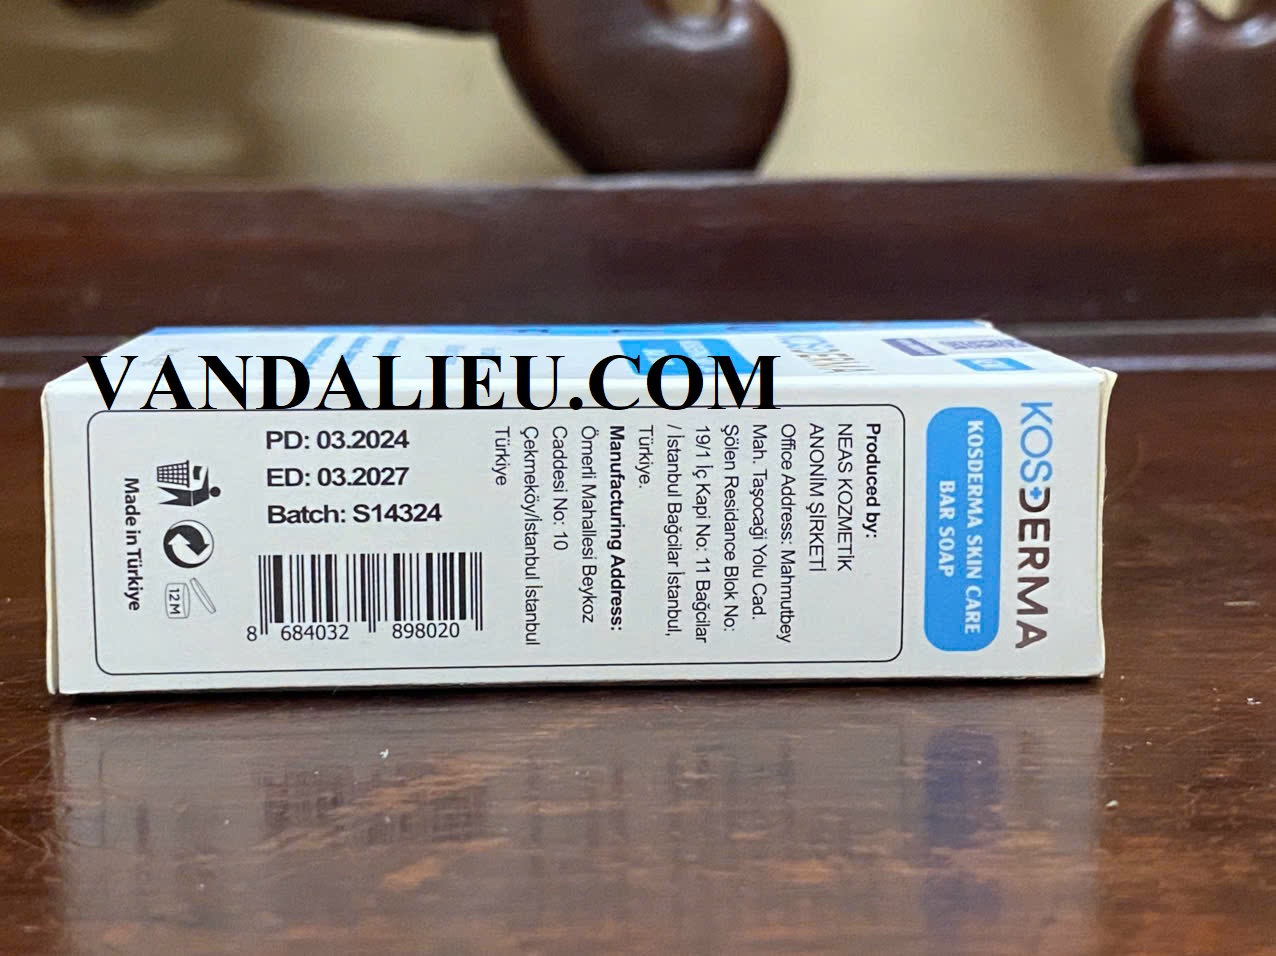 VANDALIEU.COM
KOSDERMA
KOSDERMA SKIN CARE
BAR SOAP
Produced by:
NEAS KOZMETİK
ANONİM ŞİRKETİ
Office Address: Mahmutbey
Mah. Taşocaği Yolu Cad.
Şölen Residance Blok No:
19/1 İç Kapi No: 11 Bağcilar
/ İstanbul Bağcilar İstanbul,
Türkiye.
Manufacturing Address:
Ömerli Mahallesi Beykoz
Caddesi No: 10
Çekmeköy/İstanbul İstanbul
Türkiye
PD: 03.2024
ED: 03.2027
Batch: S14324
8 684032 898020
12M
Made in Türkiye